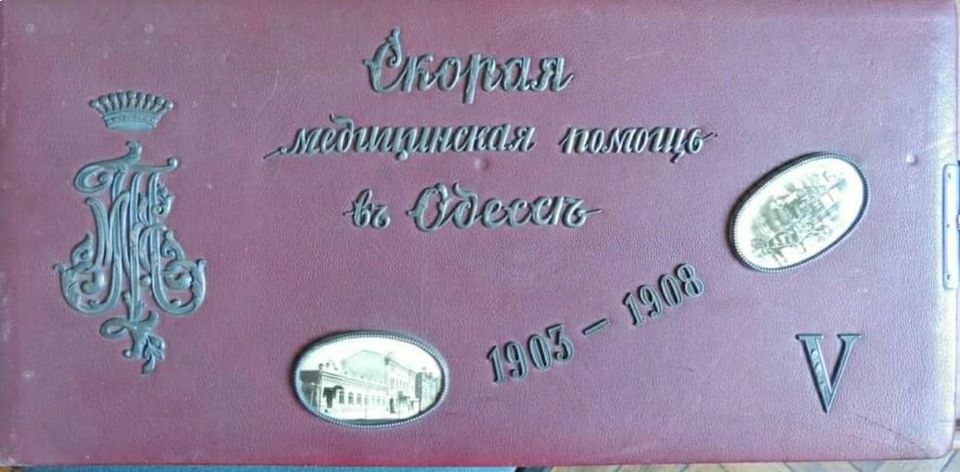 Скорая
медицинская помощь
въ Одессѣ
1903 – 1908
V